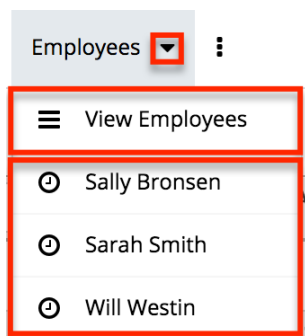 Employees
View Employees
Sally Bronsen
Sarah Smith
Will Westin